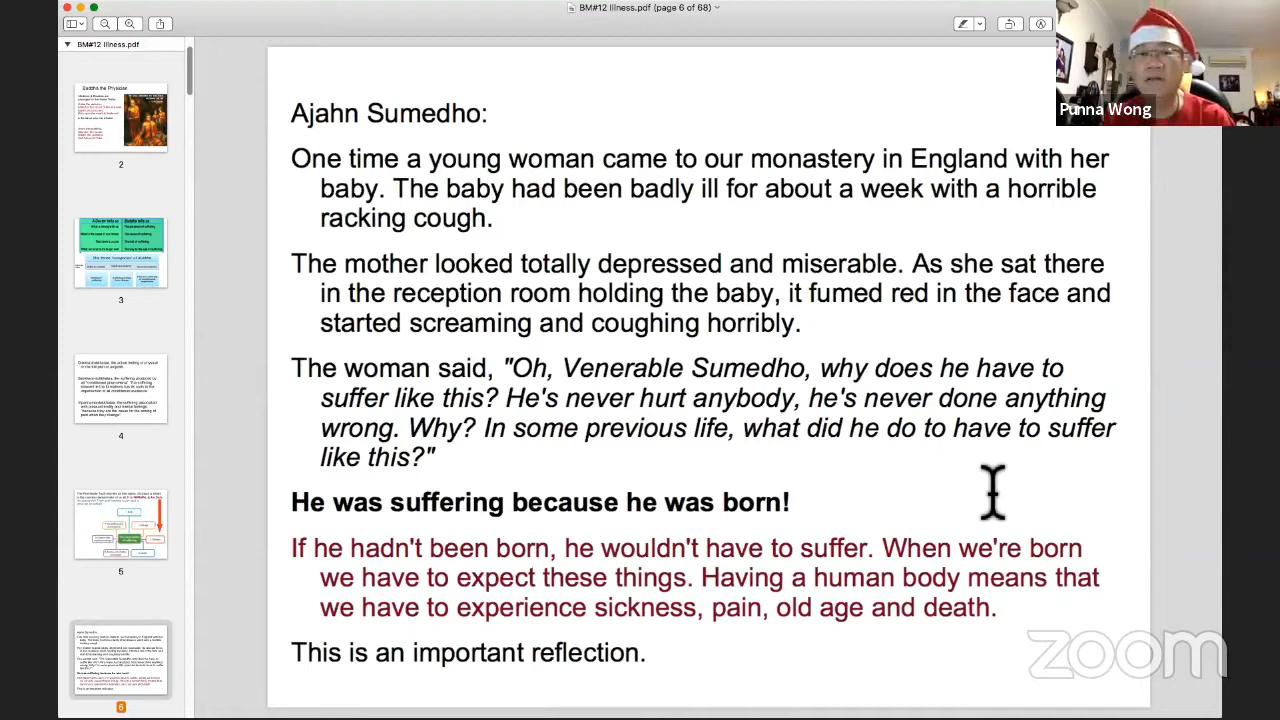 BM#12 Illness.pdf (page 6 of 68)
BM#12 Illness.pdf
Buddha the Physician
2
3
4
5
6
Punna Wong
Ajahn Sumedho:
One time a young woman came to our monastery in England with her
baby. The baby had been badly ill for about a week with a horrible
racking cough.
The mother looked totally depressed and miserable. As she sat there
in the reception room holding the baby, it fumed red in the face and
started screaming and coughing horribly.
The woman said, "Oh, Venerable Sumedho, why does he have to
suffer like this? He's never hurt anybody, he's never done anything
wrong. Why? In some previous life, what did he do to have to suffer
like this?"
He was suffering because he was born!
If he hadn't been born, he wouldn't have to suffer. When we're born
we have to expect these things. Having a human body means that
we have to experience sickness, pain, old age and death.
This is an important reflection.
zoom